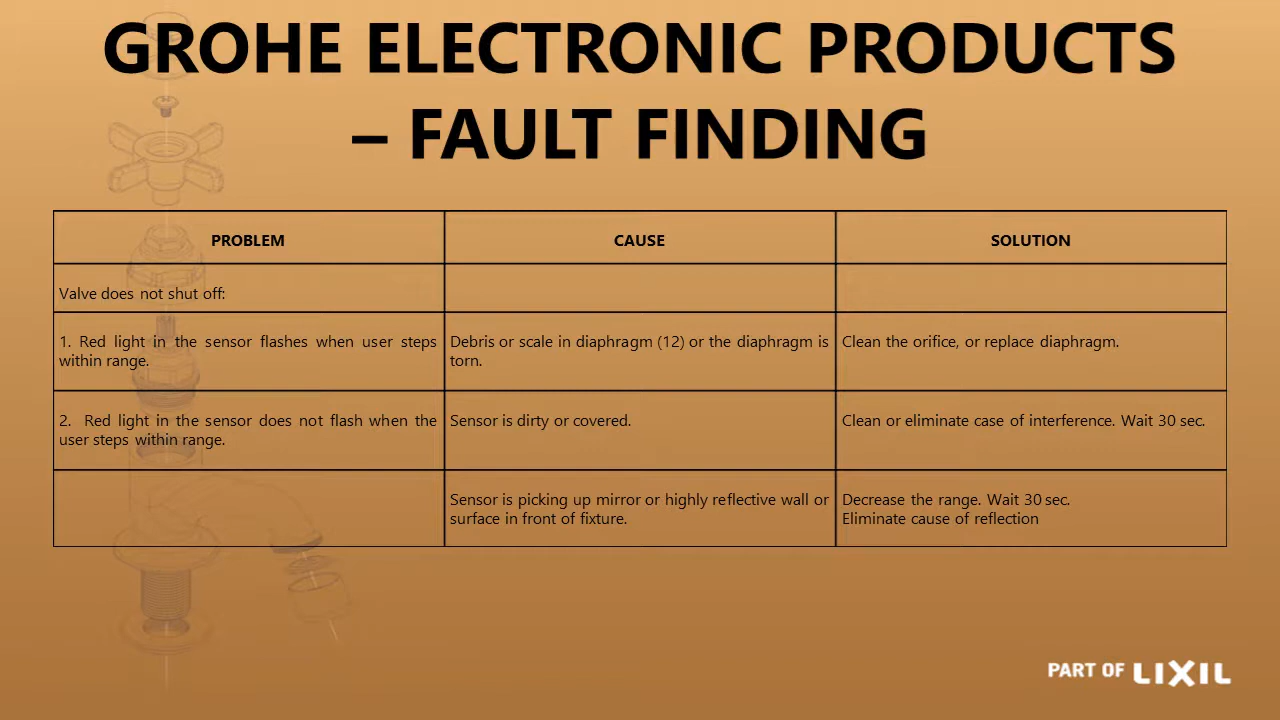 GROHE ELECTRONIC PRODUCTS
– FAULT FINDING
PROBLEM
CAUSE
SOLUTION
Valve does not shut off:
1. Red light in the sensor flashes when user steps
within range.
Debris or scale in diaphragm (12) or the diaphragm is
torn.
Clean the orifice, or replace diaphragm.
2. Red light in the sensor does not flash when the
user steps within range.
Sensor is dirty or covered.
Clean or eliminate case of interference. Wait 30 sec.
Sensor is picking up mirror or highly reflective wall or
surface in front of fixture.
Decrease the range. Wait 30 sec.
Eliminate cause of reflection
PART OF LIXIL